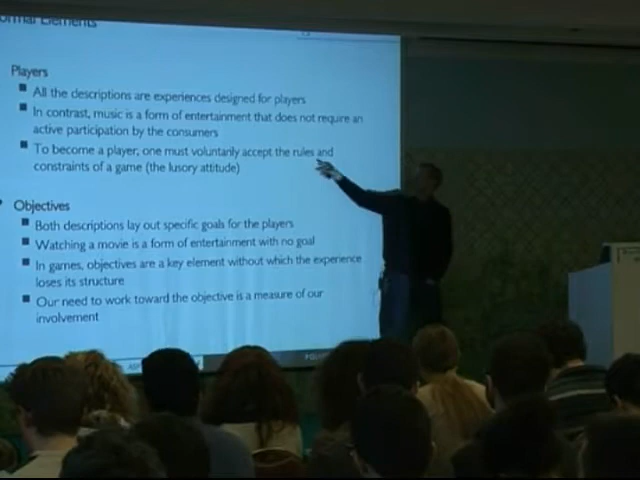 ormal Elements
Players
■ All the descriptions are experiences designed for players
■ In contrast, music is a form of entertainment that does not require an
active participation by the consumers
■ To become a player, one must voluntarily accept the rules and
constraints of a game (the lusory attitude)
Objectives
■ Both descriptions lay out specific goals for the players
■ Watching a movie is a form of entertainment with no goal
■ In games, objectives are a key element without which the experience
loses its structure
■ Our need to work toward the objective is a measure of our
involvement